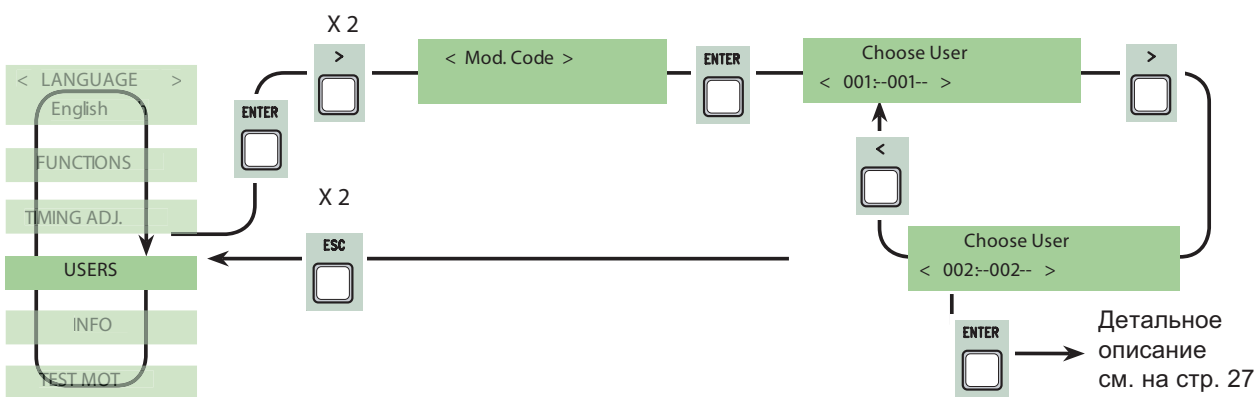 X 2
>
< Mod. Code >
ENTER
Choose User
< 001:--001-- >
>
< LANGUAGE >
English
ENTER
FUNCTIONS
<
TIMING ADJ.
X 2
ESC
USERS
Choose User
< 002:--002-- >
INFO
ENTER
Детальное
описание
см. на стр. 27
TEST MOT